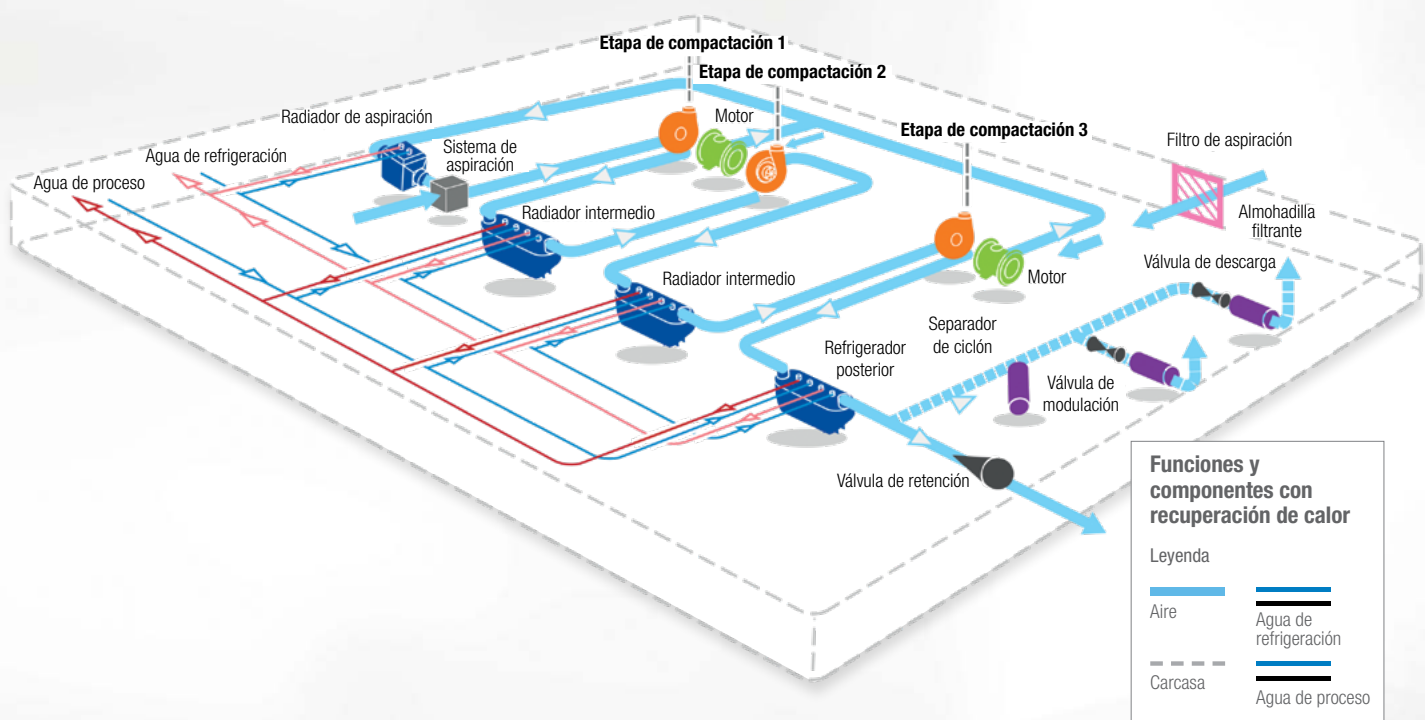 Etapa de compactación 1
Etapa de compactación 2
Radiador de aspiración
Motor
Etapa de compactación 3
Filtro de aspiración
Agua de refrigeración
Sistema de
aspiración
Agua de proceso
Radiador intermedio
Almohadilla
filtrante
Radiador intermedio
Motor
Válvula de descarga
Separador
de ciclón
Refrigerador
posterior
Válvula de
modulación
Válvula de retención
Funciones y
componentes con
recuperación de calor
Leyenda
Aire
Agua de
refrigeración
Carcasa
Agua de proceso